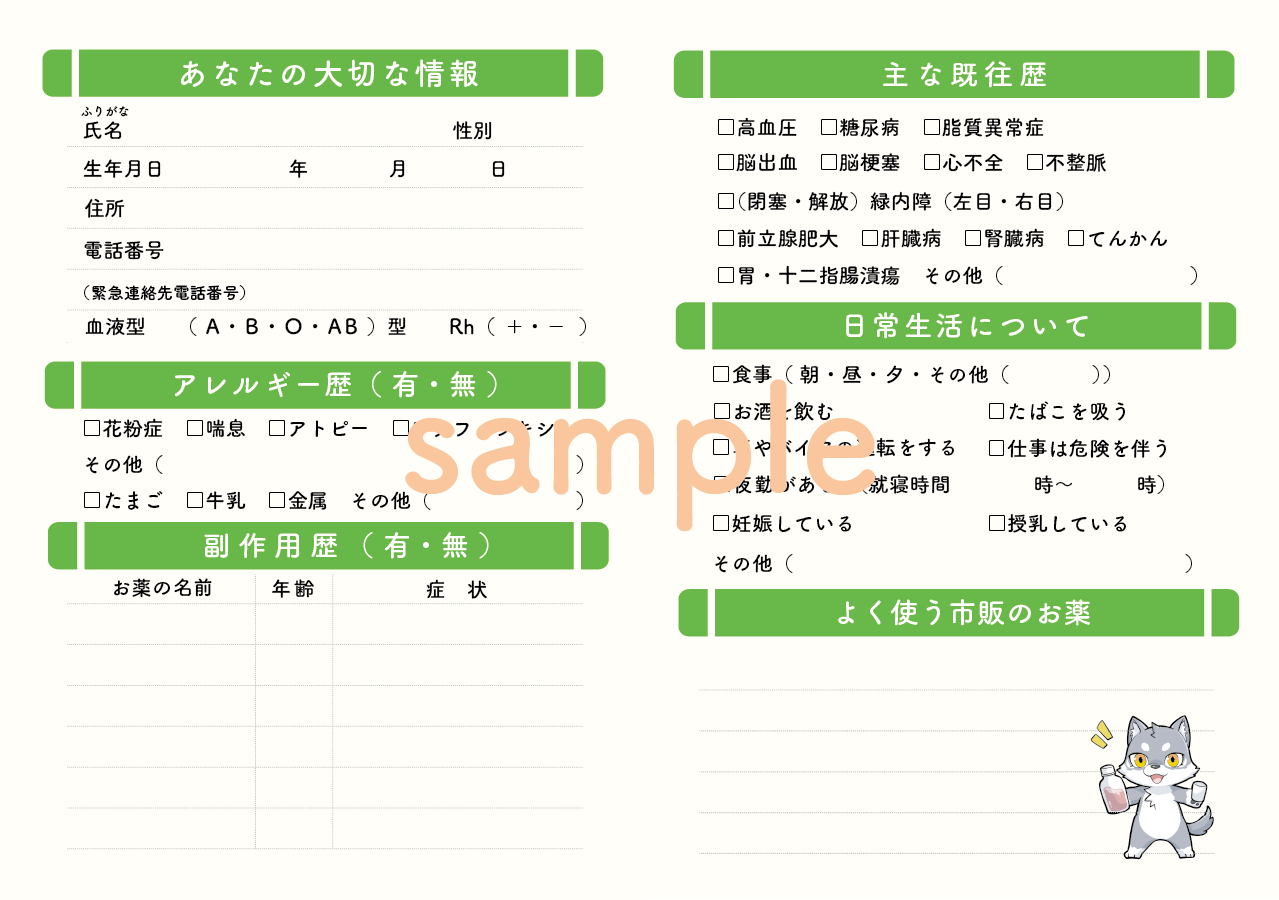 あなたの大切な情報
ふりがな
氏名 性別
生年月日 年 月 日
住所
電話番号
（緊急連絡先電話番号）
血液型 （ A・B・O・AB ）型 Rh（ ＋・－ ）
アレルギー歴（ 有・無 ）
□花粉症 □喘息 □アトピー □
その他（ ）
□たまご □牛乳 □金属 その他（ ）
副作用歴（ 有・無 ）
お薬の名前 年齢 症 状
主な既往歴
□高血圧 □糖尿病 □脂質異常症
□脳出血 □脳梗塞 □心不全 □不整脈
□（閉塞・解放）緑内障（左目・右目）
□前立腺肥大 □肝臓病 □腎臓病 □てんかん
□胃・十二指腸潰瘍 その他（ ）
日常生活について
□食事（ 朝・昼・夕・その他（ ））
□お酒を飲む □たばこを吸う
□やバイクの運転をする □仕事は危険を伴う
□夜勤がある（就寝時間 時～ 時）
□妊娠している □授乳している
その他（ ）
よく使う市販のお薬
sample